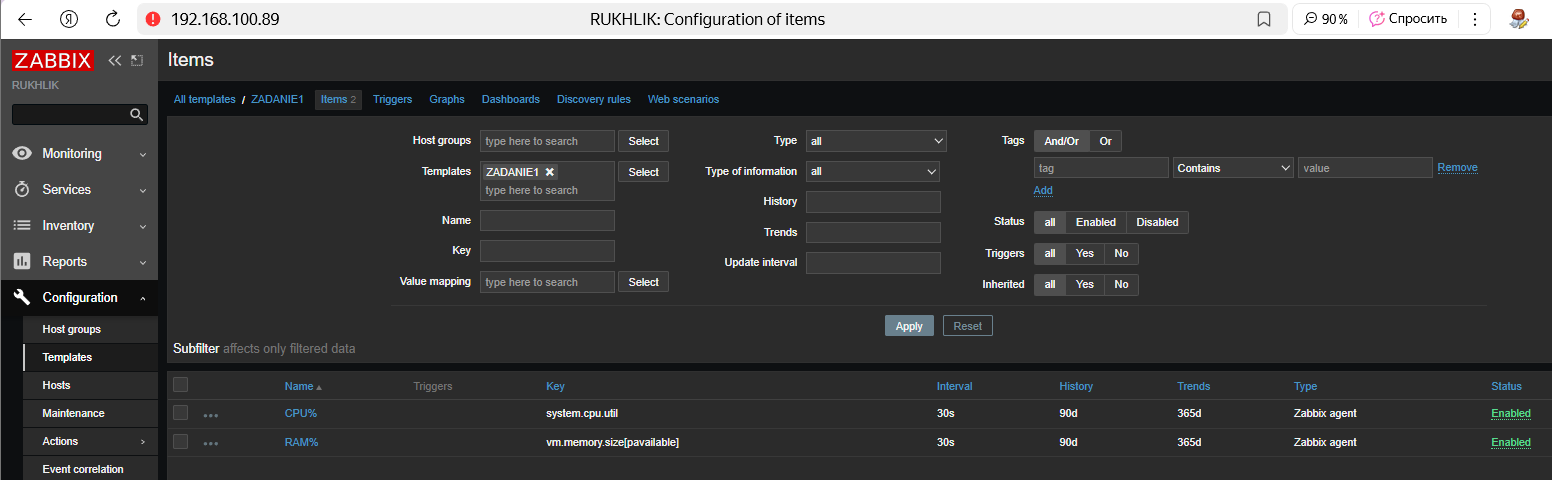 192.168.100.89 RUKHLIK: Configuration of items 90% Спросить
ZABBIX
RUKHLIK
Monitoring
Services
Inventory
Reports
Configuration
Host groups
Templates
Hosts
Maintenance
Actions
Event correlation
Items
All templates / ZADANIE1 Items 2 Triggers Graphs Dashboards Discovery rules Web scenarios
Host groups type here to search Select
Templates ZADANIE1 Select
type here to search
Name
Key
Value mapping type here to search Select
Type all
Type of information all
History
Trends
Update interval
Tags And/Or Or
tag Contains value Remove
Add
Status all Enabled Disabled
Triggers all Yes No
Inherited all Yes No
Apply Reset
Subfilter affects only filtered data
Name Triggers Key Interval History Trends Type Status
CPU% system.cpu.util 30s 90d 365d Zabbix agent Enabled
RAM% vm.memory.size[pavailable] 30s 90d 365d Zabbix agent Enabled